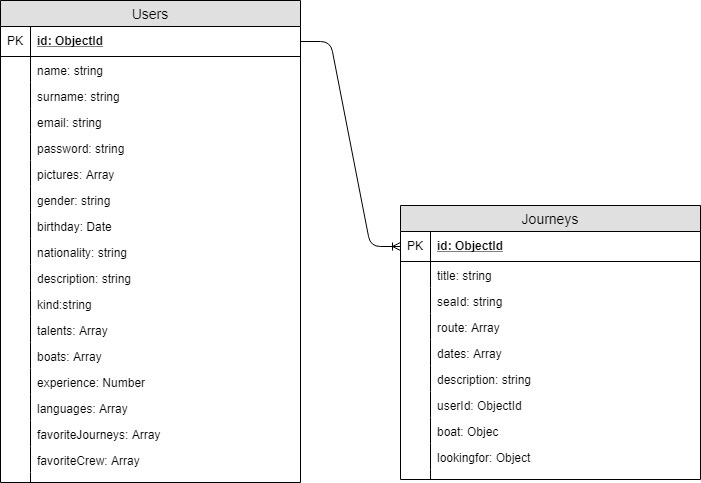 Users
PK id: ObjectId
name: string
surname: string
email: string
password: string
pictures: Array
gender: string
birthday: Date
nationality: string
description: string
kind:string
talents: Array
boats: Array
experience: Number
languages: Array
favoriteJourneys: Array
favoriteCrew: Array
Journeys
PK id: ObjectId
title: string
seaId: string
route: Array
dates: Array
description: string
userId: ObjectId
boat: Objec
lookingfor: Object